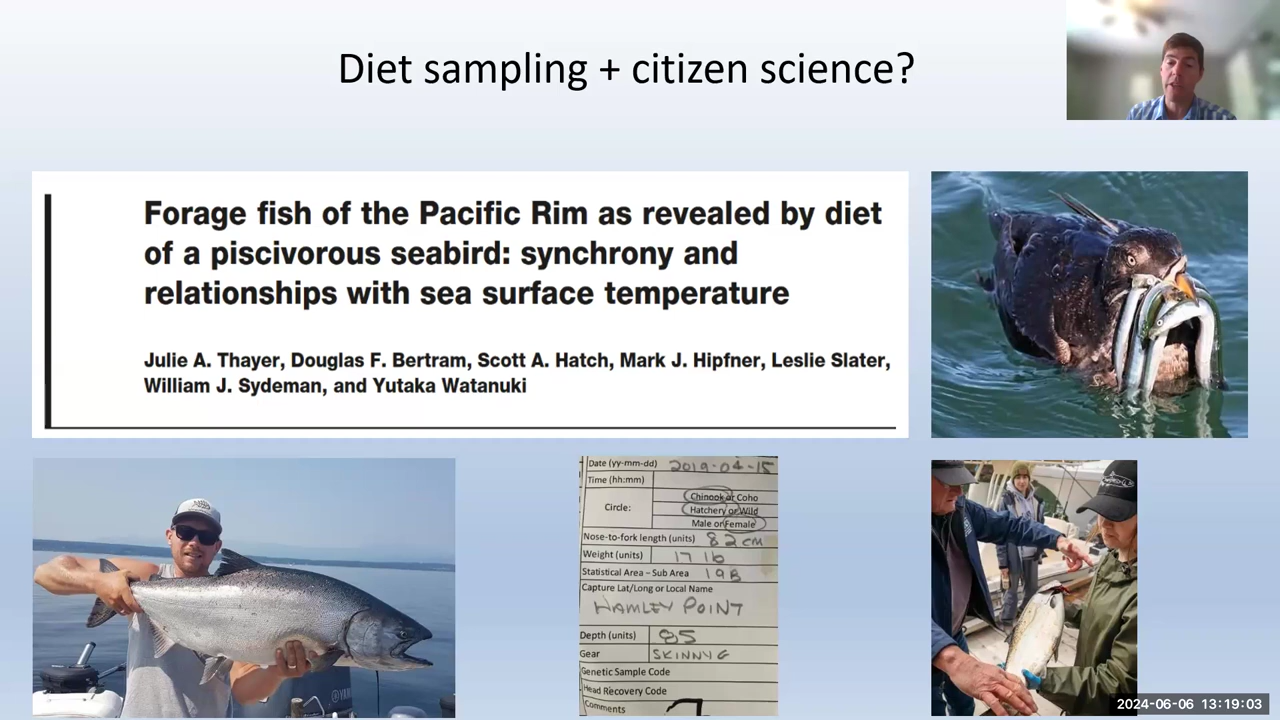 Diet sampling + citizen science?
Forage fish of the Pacific Rim as revealed by diet
of a piscivorous seabird: synchrony and
relationships with sea surface temperature
Julie A. Thayer, Douglas F. Bertram, Scott A. Hatch, Mark J. Hipfner, Leslie Slater,
William J. Sydeman, and Yutaka Watanuki
Date (yy-mm-dd) 2019-04-15
Time (hh:mm)
Circle:
Chinook or Coho
Hatchery or Wild
Male or Female
Nose-to-fork length (units) 82 cm
Weight (units) 17 lb
Statistical Area – Sub Area 19B
Capture Lat/Long or Local Name
HAMLEY POINT
Depth (units) 85
Gear SKINNY G
Genetic Sample Code
Head Recovery Code
Comments
2024-06-06 13:19:03